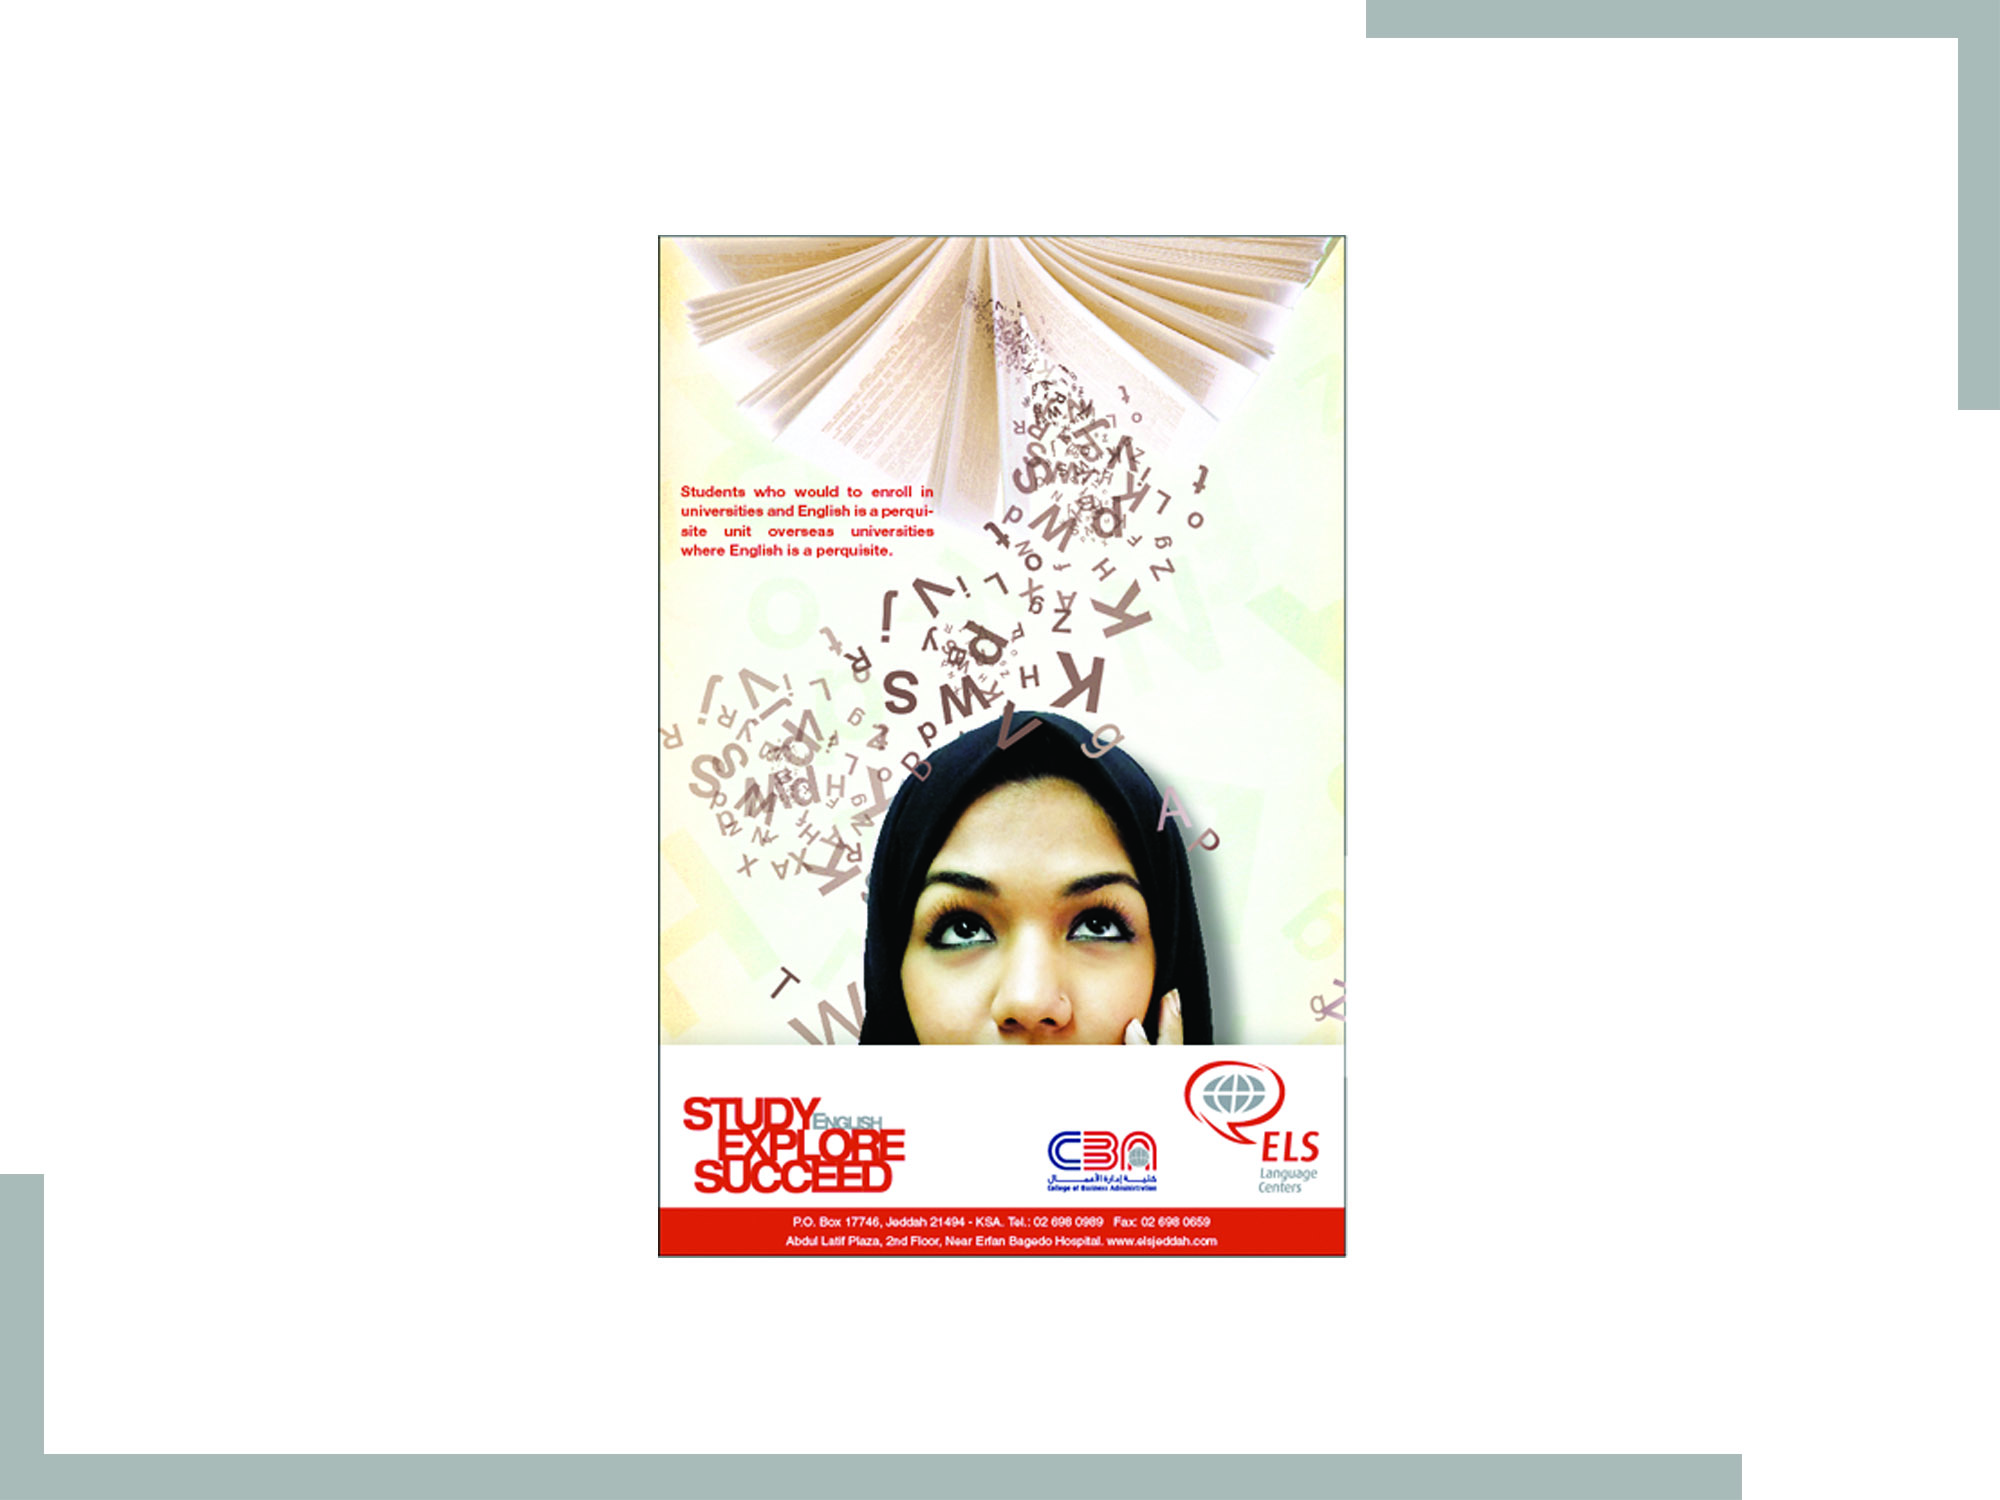 Students who would to enroll in
universities and English is a perqui-
site unit overseas universities
where English is a perquisite.
STUDY ENGLISH
EXPLORE
SUCCEED
CBA
كليـة إدارة الأعمـــال
College of Business Administration
ELS
Language
Centers
P.O. Box 17746, Jeddah 21494 - KSA. Tel.: 02 698 0989 Fax: 02 698 0659
Abdul Latif Plaza, 2nd Floor, Near Erfan Bagedo Hospital. www.elsjeddah.com